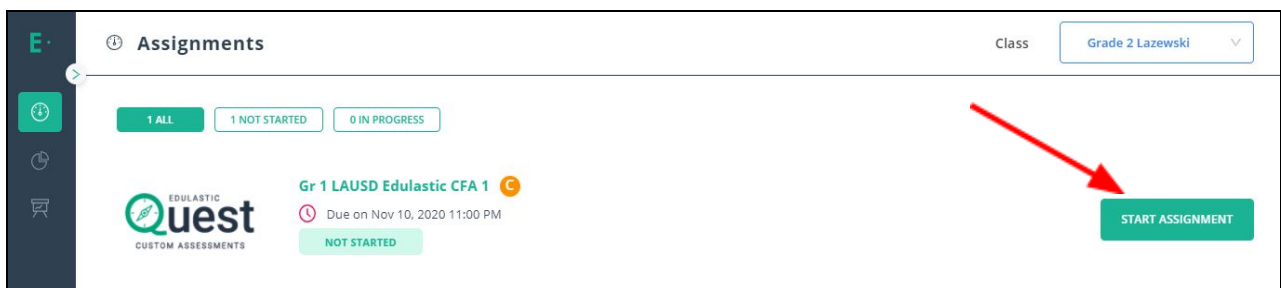 E
Assignments
Class
Grade 2 Lazewski
1 ALL
1 NOT STARTED
0 IN PROGRESS
EDULASTIC
Quest
CUSTOM ASSESSMENTS
Gr 1 LAUSD Edulastic CFA 1 C
Due on Nov 10, 2020 11:00 PM
NOT STARTED
START ASSIGNMENT